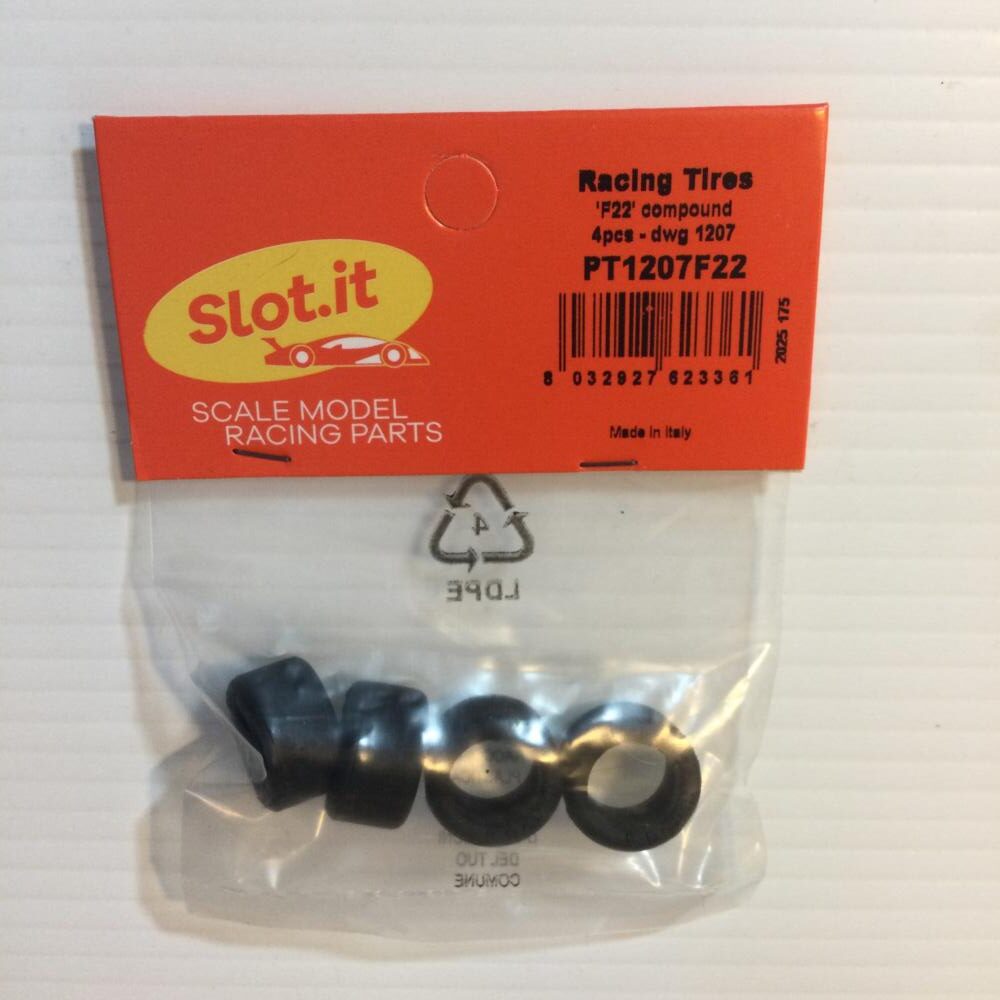 Racing Tires
'F22' compound
4pcs - dwg 1207
PT1207F22
8 032927 623361
2025 175
Made in Italy
Slot.it
SCALE MODEL
RACING PARTS
4
LDPE
DEL TUO
COMUNE